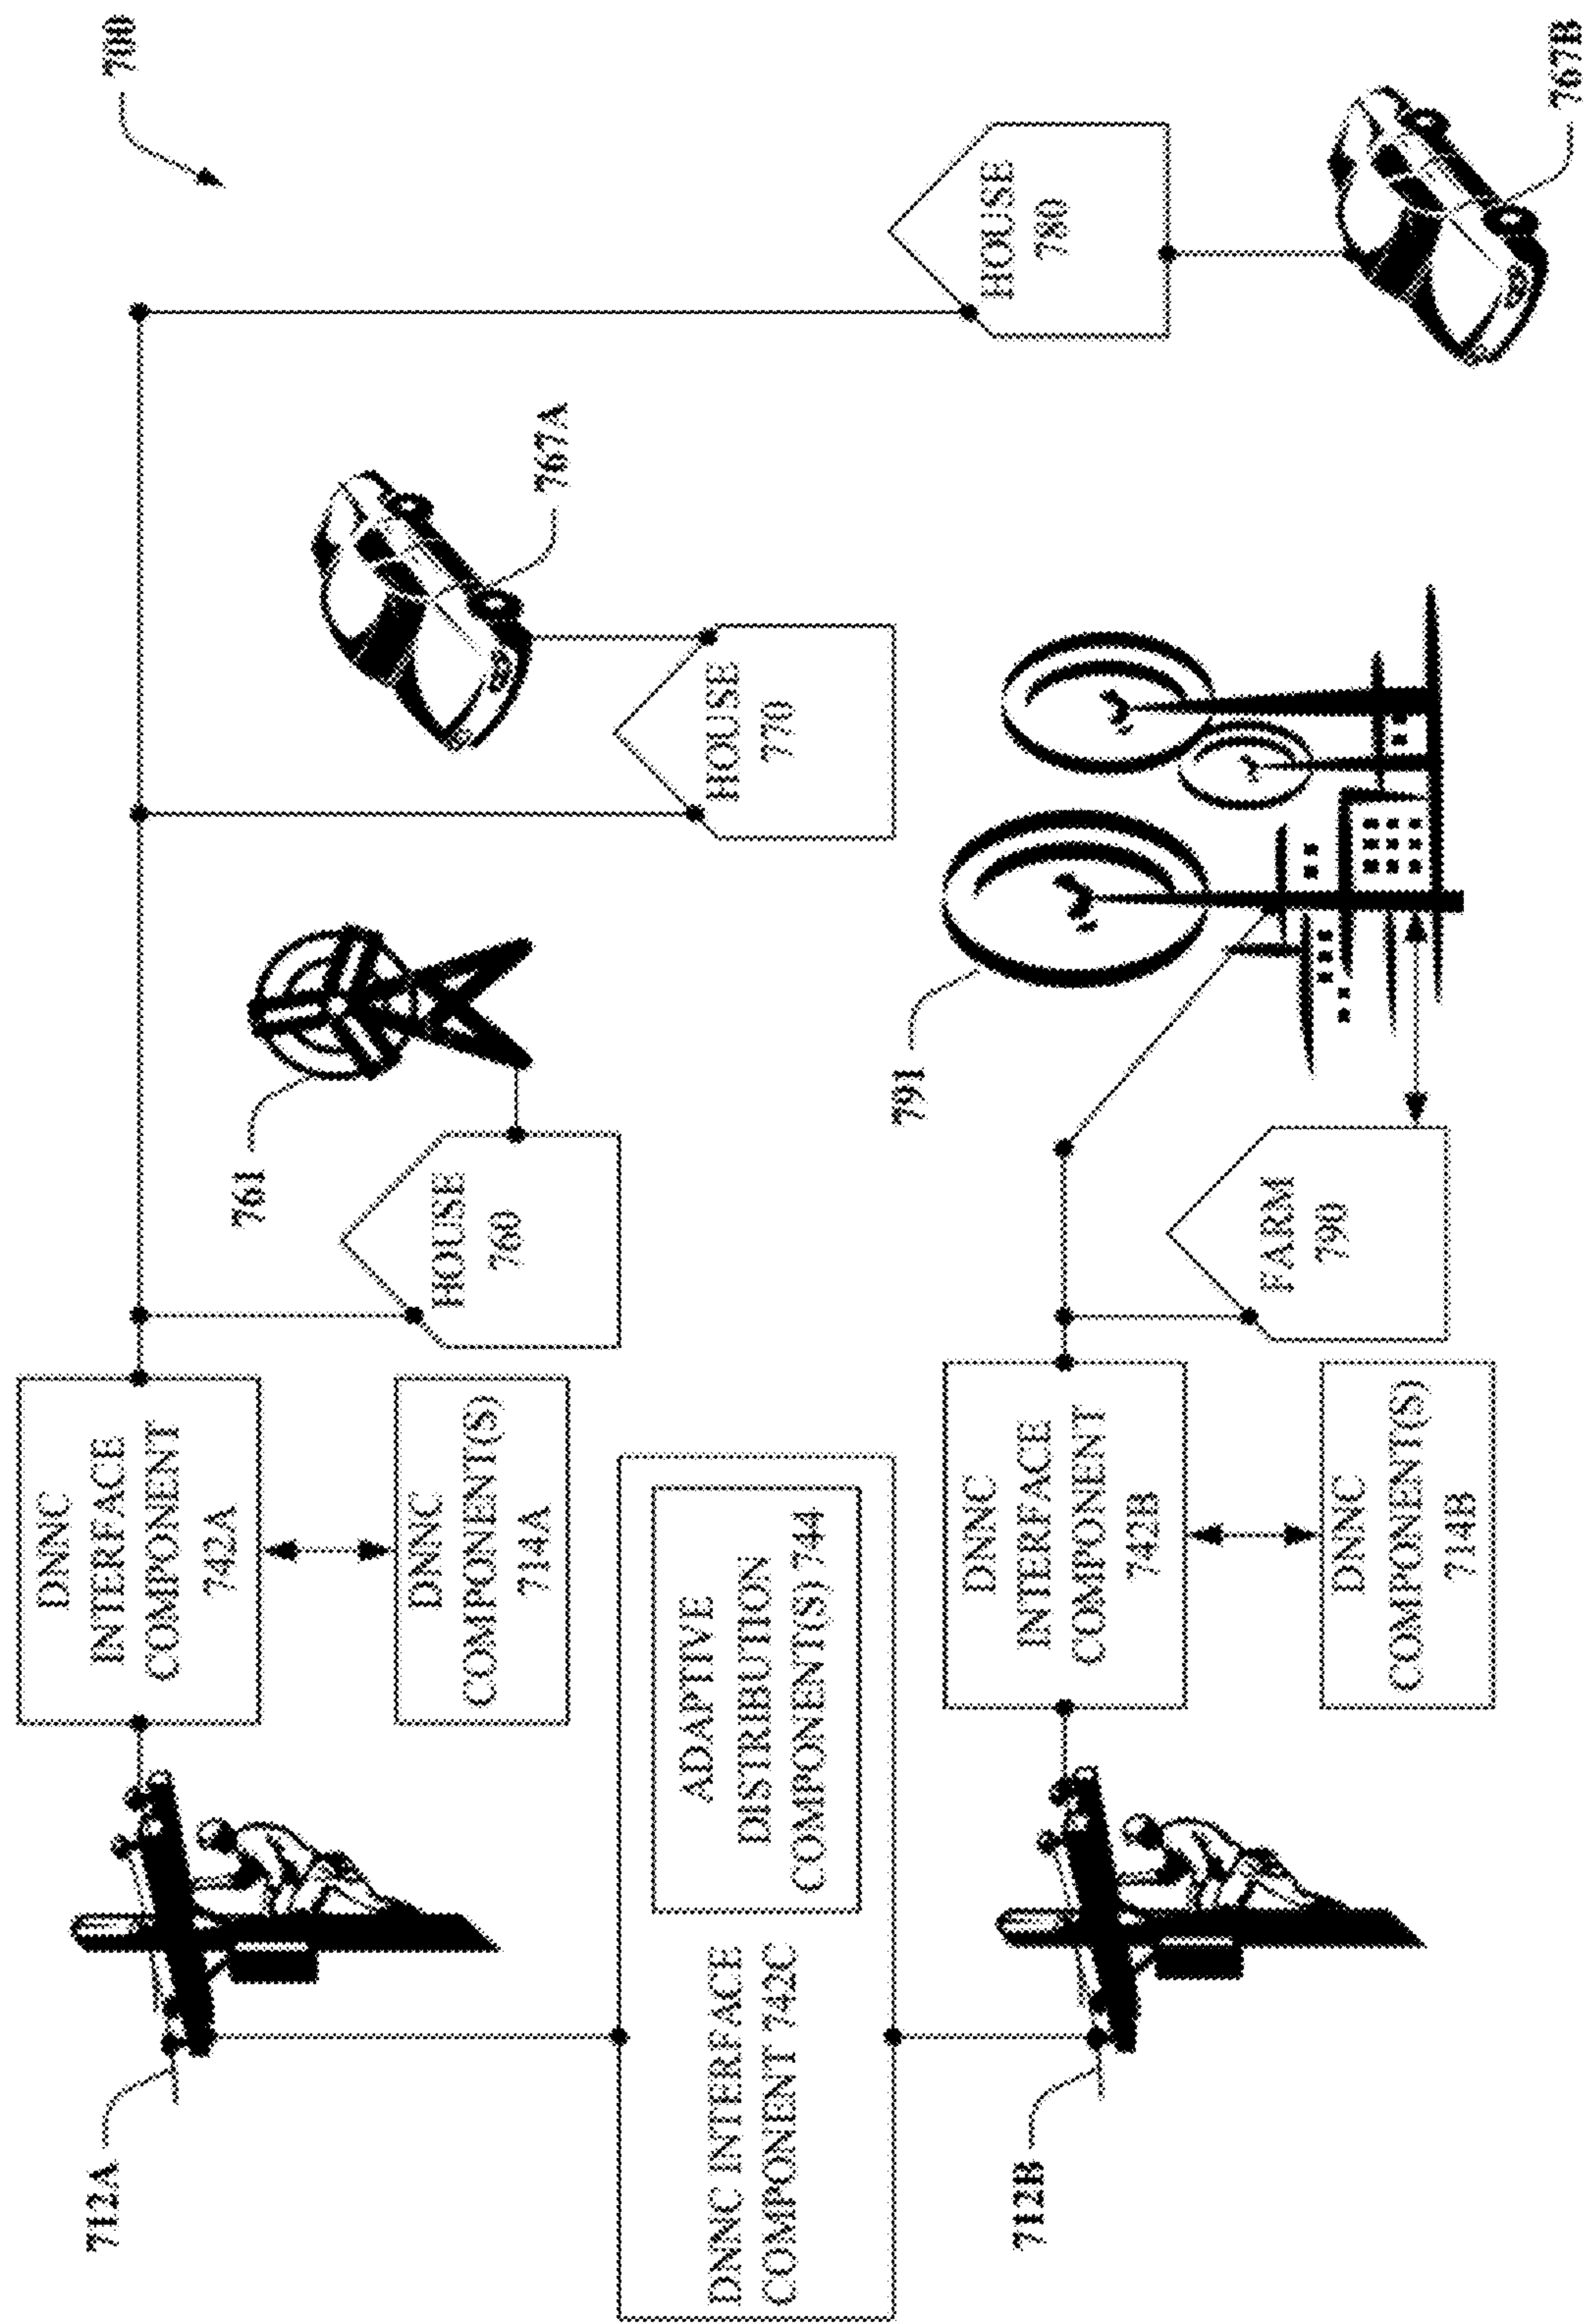 700
712A
DNNC
INTERFACE
COMPONENT
742A
DNNC
COMPONENT(S)
714A
HOUSE
760
761
HOUSE
770
767A
HOUSE
780
767B
DNNC INTERFACE
COMPONENT 742C
ADAPTIVE
DISTRIBUTION
COMPONENT(S) 744
712B
DNNC
INTERFACE
COMPONENT
742B
DNNC
COMPONENT(S)
714B
FARM
790
791